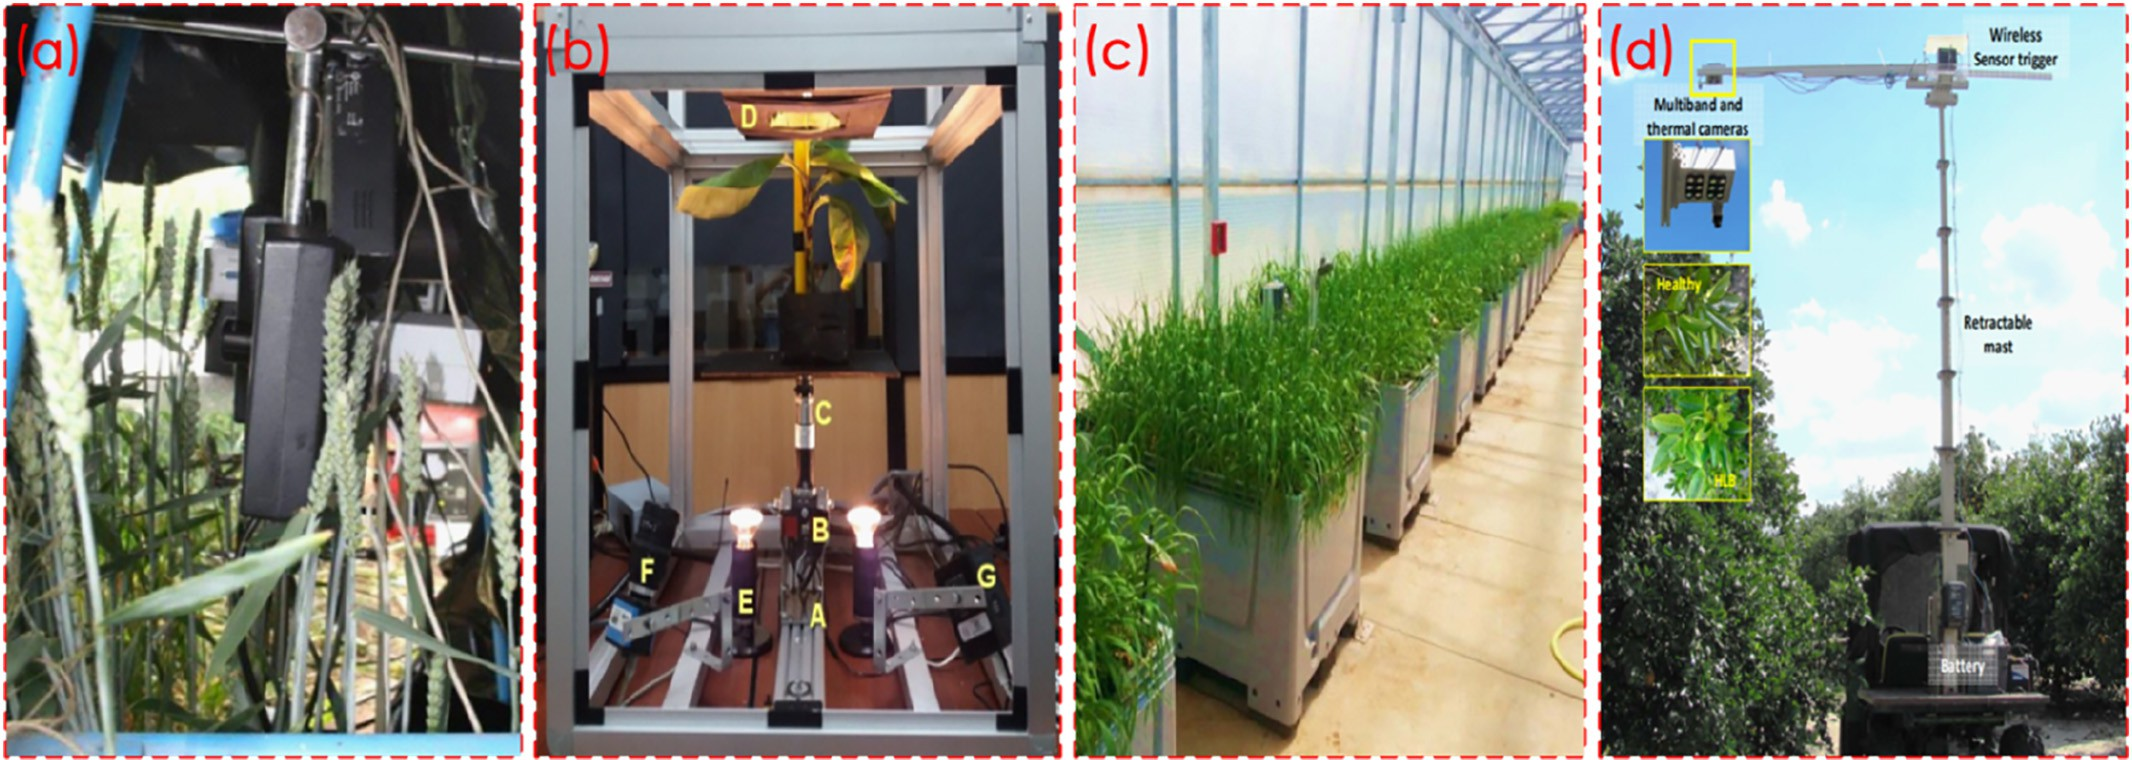 (a)
(b)
D
C
B
F
E
A
G
(c)
(d)
Wireless
Sensor trigger
Multiband and
thermal cameras
Healthy
HLB
Retractable
mast
Battery